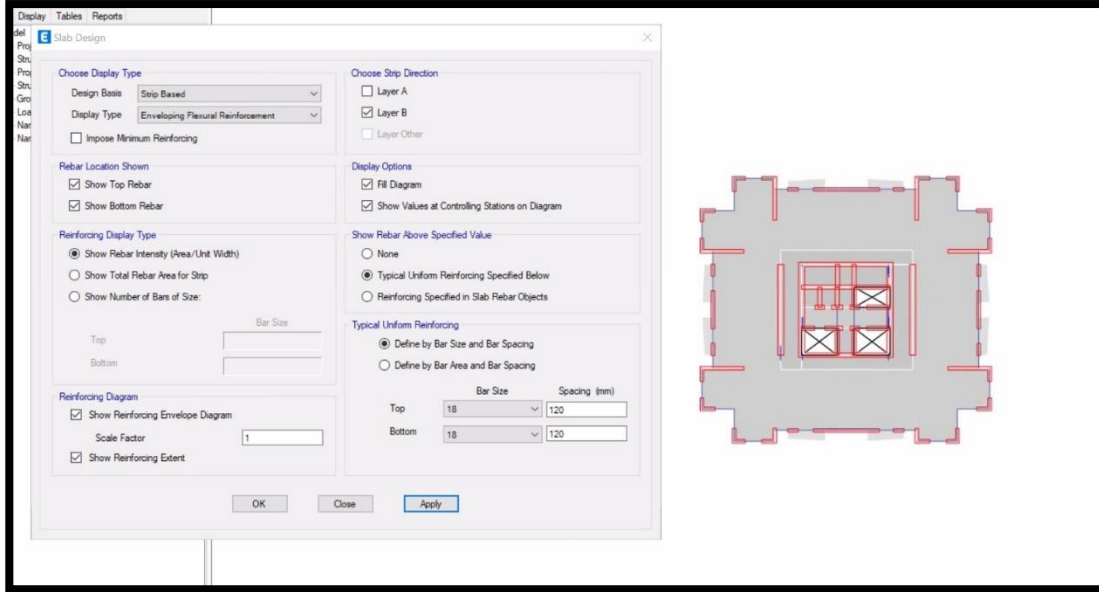 Display Tables Reports
del
Proj
Stru
Prop
Stru
Gro
Loa
Nar
Nar
E Slab Design
Choose Display Type
Design Basis Strip Based
Display Type Enveloping Flexural Reinforcement
Impose Minimum Reinforcing
Rebar Location Shown
Show Top Rebar
Show Bottom Rebar
Reinforcing Display Type
Show Rebar Intensity (Area/Unit Width)
Show Total Rebar Area for Strip
Show Number of Bars of Size:
Bar Size
Top
Bottom
Reinforcing Diagram
Show Reinforcing Envelope Diagram
Scale Factor 1
Show Reinforcing Extent
Choose Strip Direction
Layer A
Layer B
Layer Other
Display Options
Fill Diagram
Show Values at Controlling Stations on Diagram
Show Rebar Above Specified Value
None
Typical Uniform Reinforcing Specified Below
Reinforcing Specified in Slab Rebar Objects
Typical Uniform Reinforcing
Define by Bar Size and Bar Spacing
Define by Bar Area and Bar Spacing
Bar Size Spacing (mm)
Top 18 120
Bottom 18 120
OK Close Apply